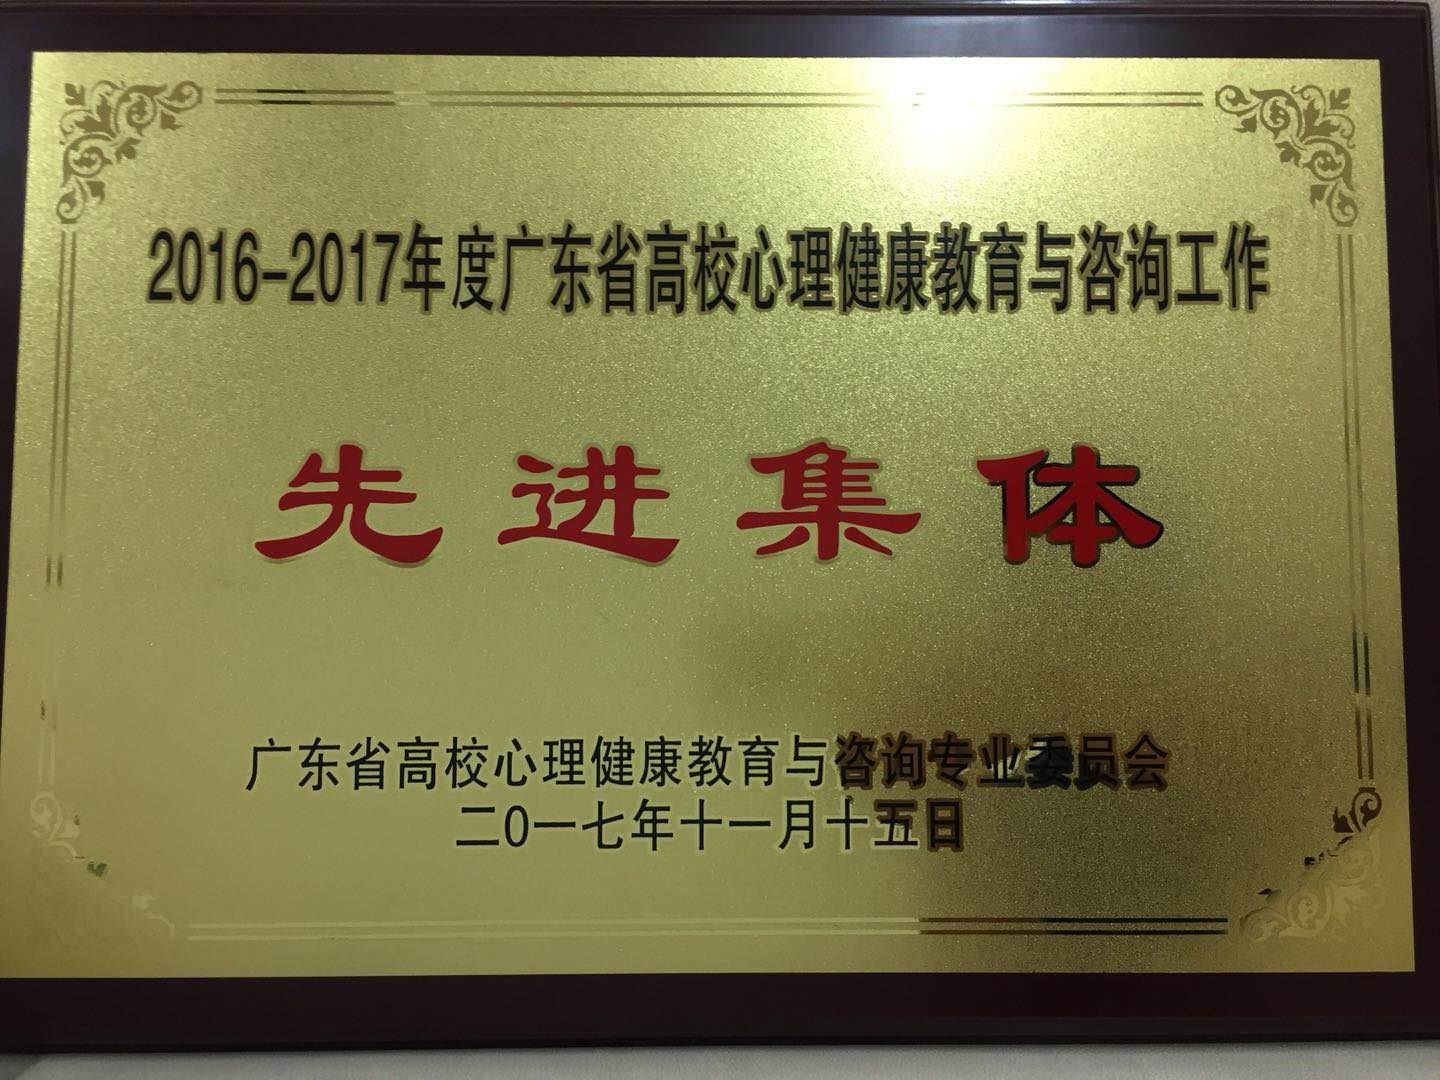 2016-2017年度广东省高校心理健康教育与咨询工作
先进集体
广东省高校心理健康教育与咨询专业委员会
二0一七年十一月十五日